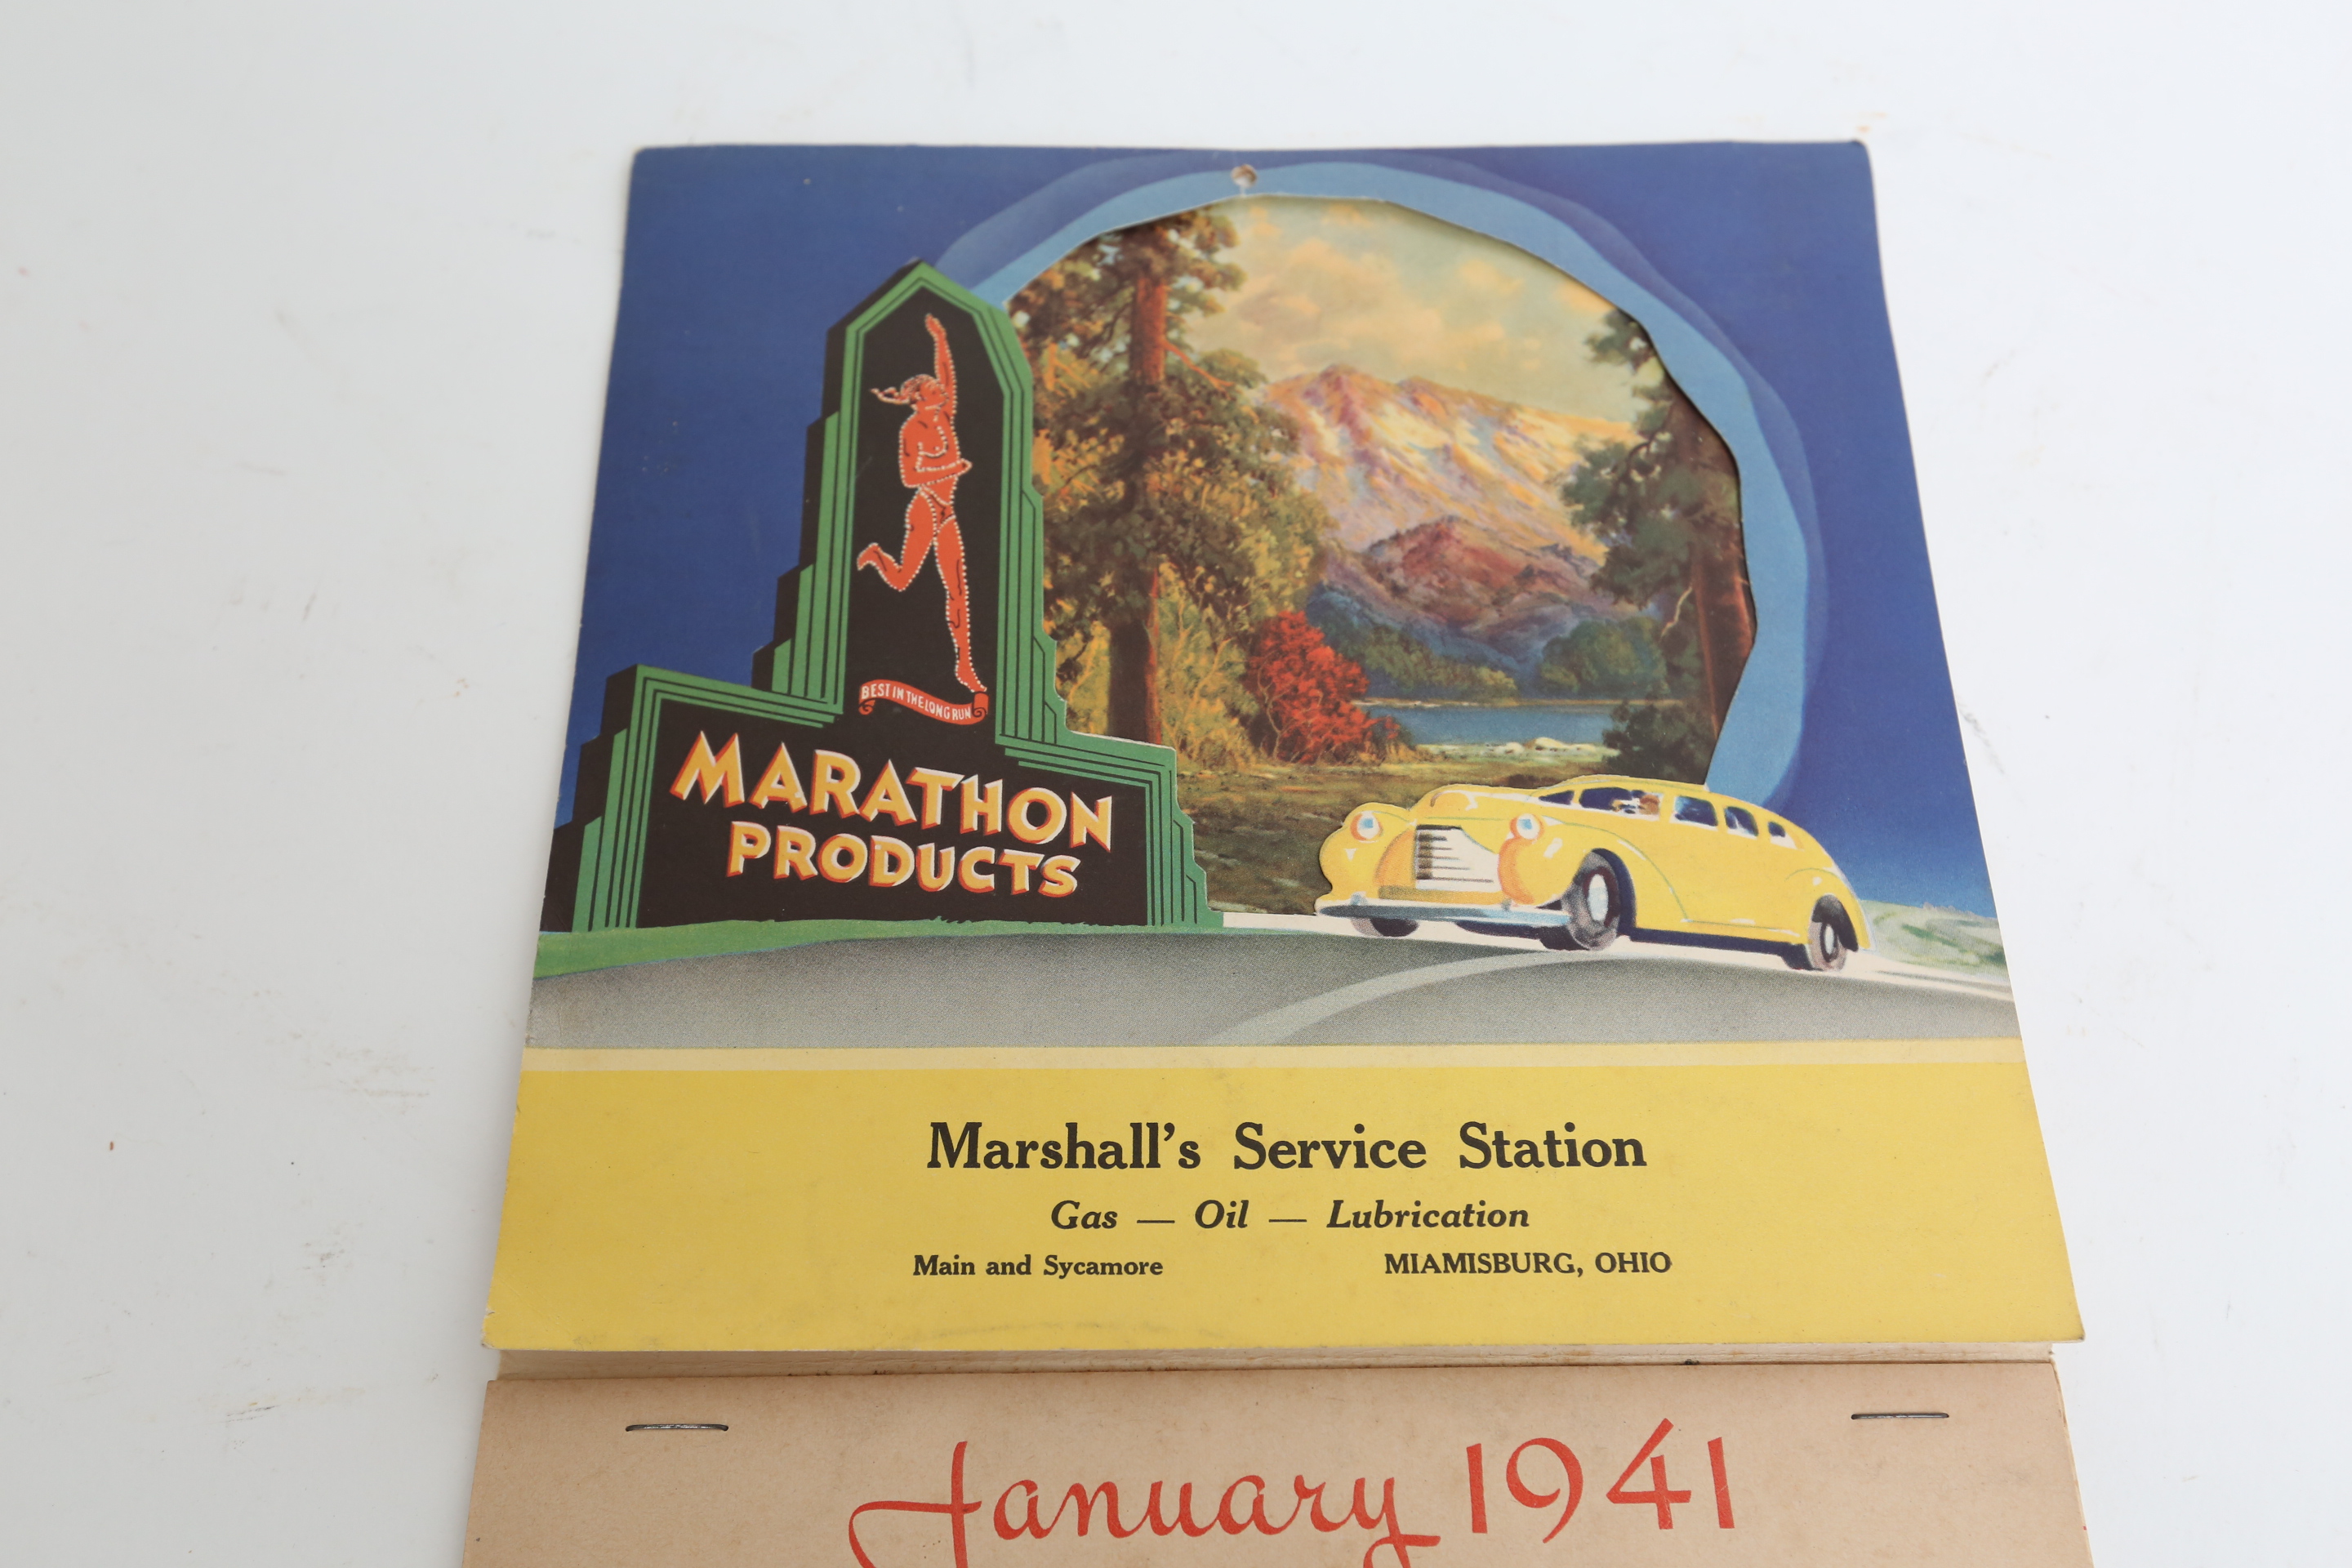 BEST IN THE LONG RUN
MARATHON
PRODUCTS
Marshall's Service Station
Gas — Oil — Lubrication
Main and Sycamore MIAMISBURG, OHIO
January 1941